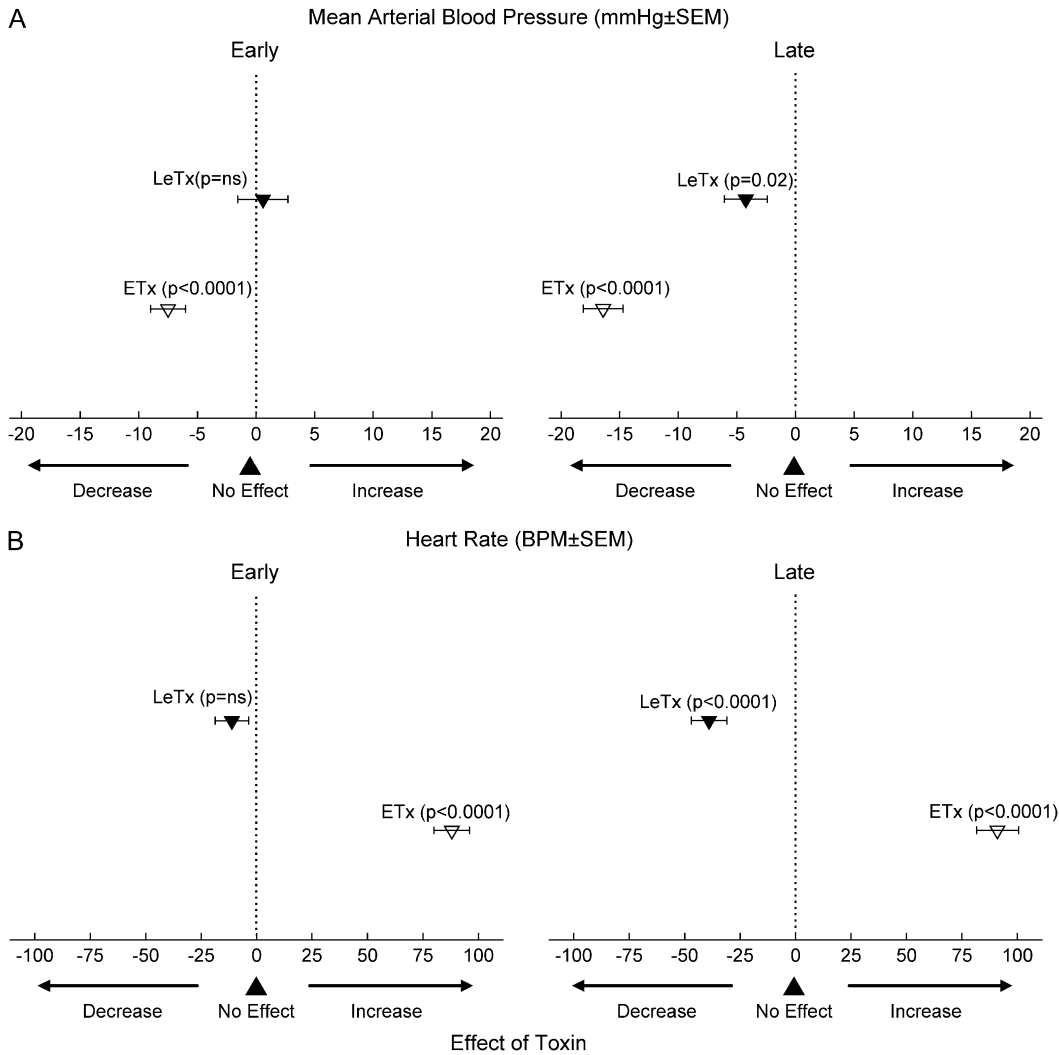 A
Mean Arterial Blood Pressure (mmHg±SEM)
Early
Late
LeTx(p=ns)
LeTx (p=0.02)
ETx (p<0.0001)
ETx (p<0.0001)
-20 -15 -10 -5 0 5 10 15 20
-20 -15 -10 -5 0 5 10 15 20
Decrease No Effect Increase
Decrease No Effect Increase
B
Heart Rate (BPM±SEM)
Early
Late
LeTx (p=ns)
LeTx (p<0.0001)
ETx (p<0.0001)
ETx (p<0.0001)
-100 -75 -50 -25 0 25 50 75 100
-100 -75 -50 -25 0 25 50 75 100
Decrease No Effect Increase
Decrease No Effect Increase
Effect of Toxin